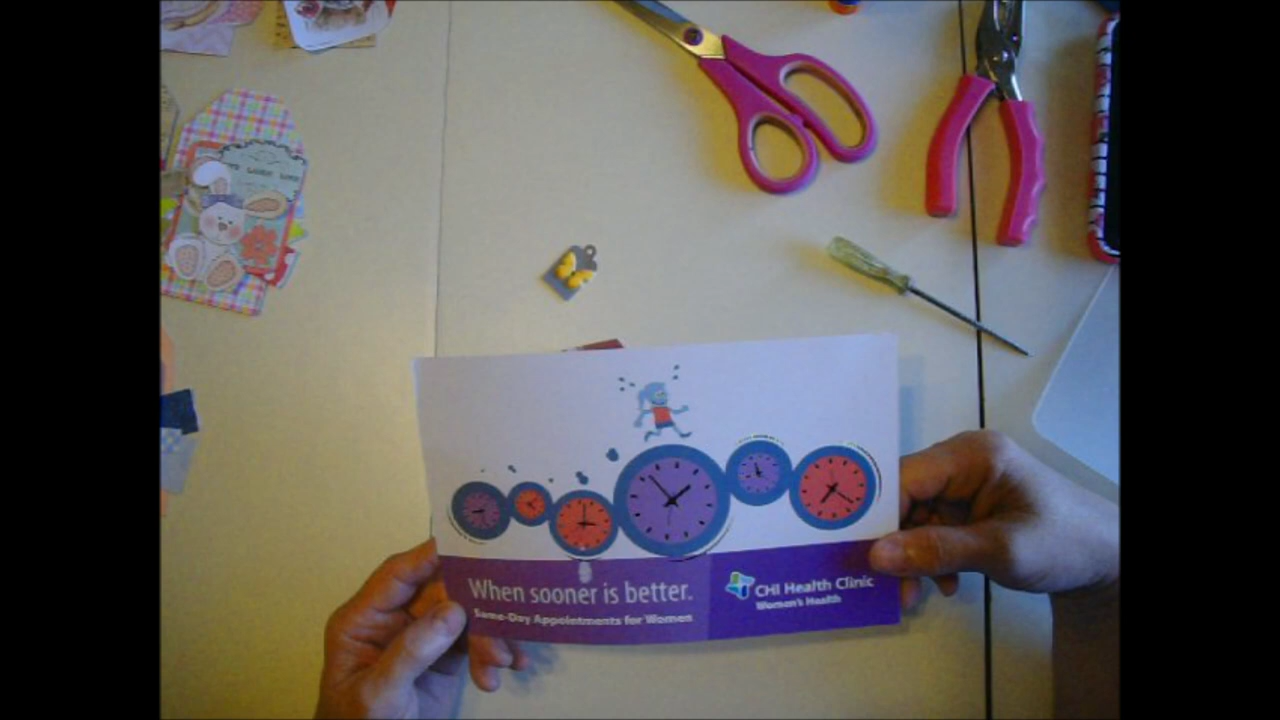 When sooner is better.
Same-Day Appointments for Women
CHI Health Clinic
Women's Health